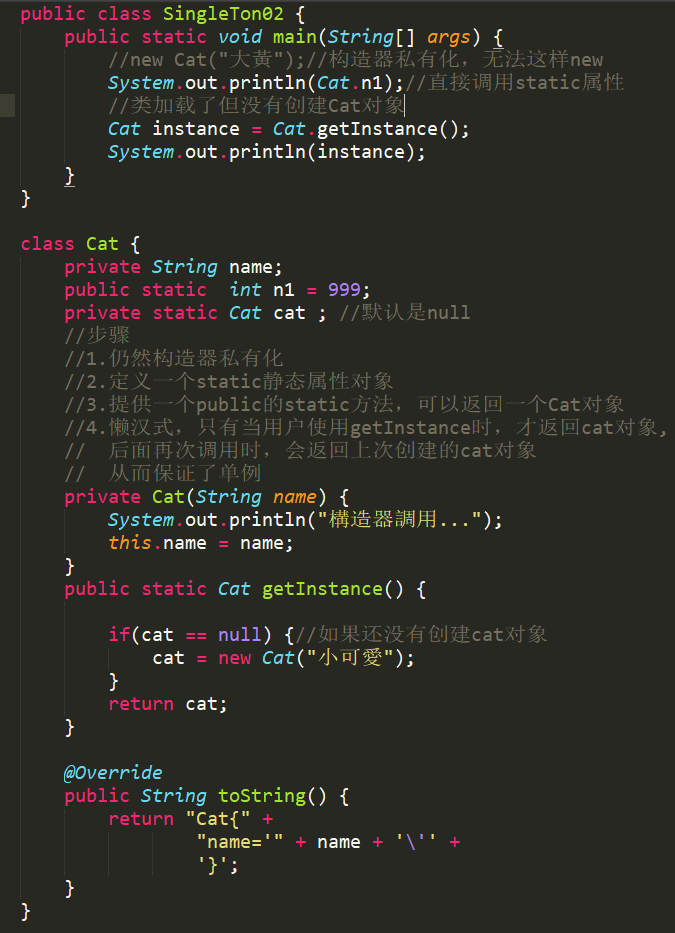 public class SingleTon02 {
    public static void main(String[] args) {
        //new Cat("大黃");//构造器私有化，无法这样new
        System.out.println(Cat.n1);//直接调用static属性
        //类加载了但没有创建Cat对象
        Cat instance = Cat.getInstance();
        System.out.println(instance);
    }
}

class Cat {
    private String name;
    public static  int n1 = 999;
    private static Cat cat ; //默认是null
    //步骤
    //1.仍然构造器私有化
    //2.定义一个static静态属性对象
    //3.提供一个public的static方法，可以返回一个Cat对象
    //4.懒汉式，只有当用户使用getInstance时，才返回cat对象,
    //  后面再次调用时，会返回上次创建的cat对象
    //  从而保证了单例
    private Cat(String name) {
        System.out.println("構造器調用...");
        this.name = name;
    }
    public static Cat getInstance() {

        if(cat == null) {//如果还没有创建cat对象
            cat = new Cat("小可愛");
        }
        return cat;
    }

    @Override
    public String toString() {
        return "Cat{" +
                "name='" + name + '\'' +
                '}';
    }
}